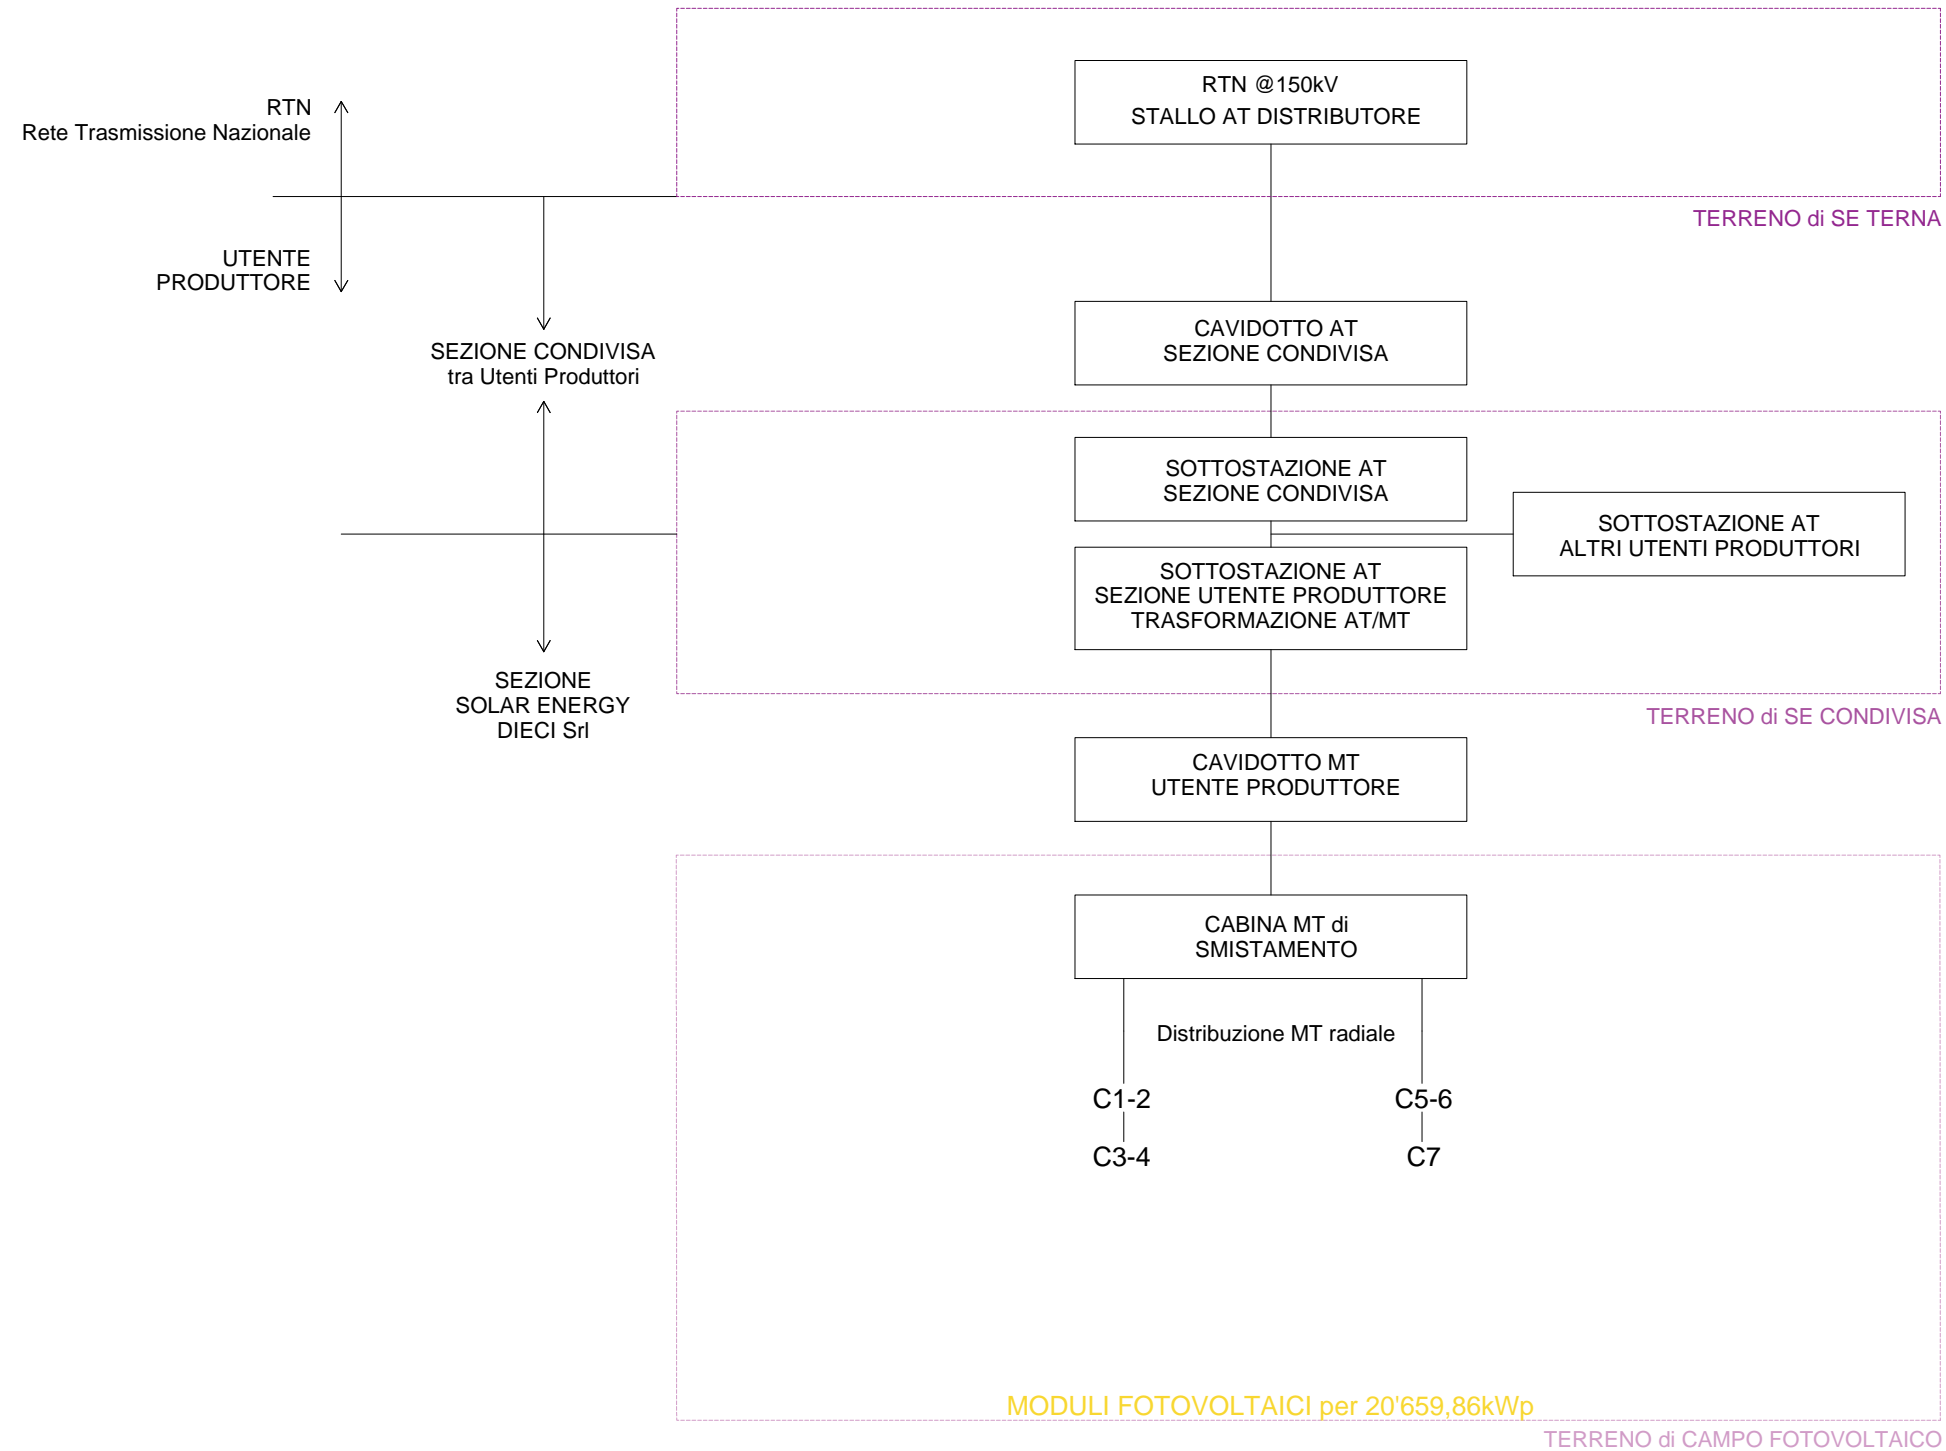 RTN @150kV
STALLO AT DISTRIBUTORE
RTN
Rete Trasmissione Nazionale
TERRENO di SE TERNA
UTENTE
PRODUTTORE
CAVIDOTTO AT
SEZIONE CONDIVISA
SEZIONE CONDIVISA
tra Utenti Produttori
SOTTOSTAZIONE AT
SEZIONE CONDIVISA
SOTTOSTAZIONE AT
ALTRI UTENTI PRODUTTORI
SOTTOSTAZIONE AT
SEZIONE UTENTE PRODUTTORE
TRASFORMAZIONE AT/MT
SEZIONE
SOLAR ENERGY
DIECI Srl
TERRENO di SE CONDIVISA
CAVIDOTTO MT
UTENTE PRODUTTORE
CABINA MT di
SMISTAMENTO
Distribuzione MT radiale
C1-2
C5-6
C3-4
C7
MODULI FOTOVOLTAICI per 20'659,86kWp
TERRENO di CAMPO FOTOVOLTAICO